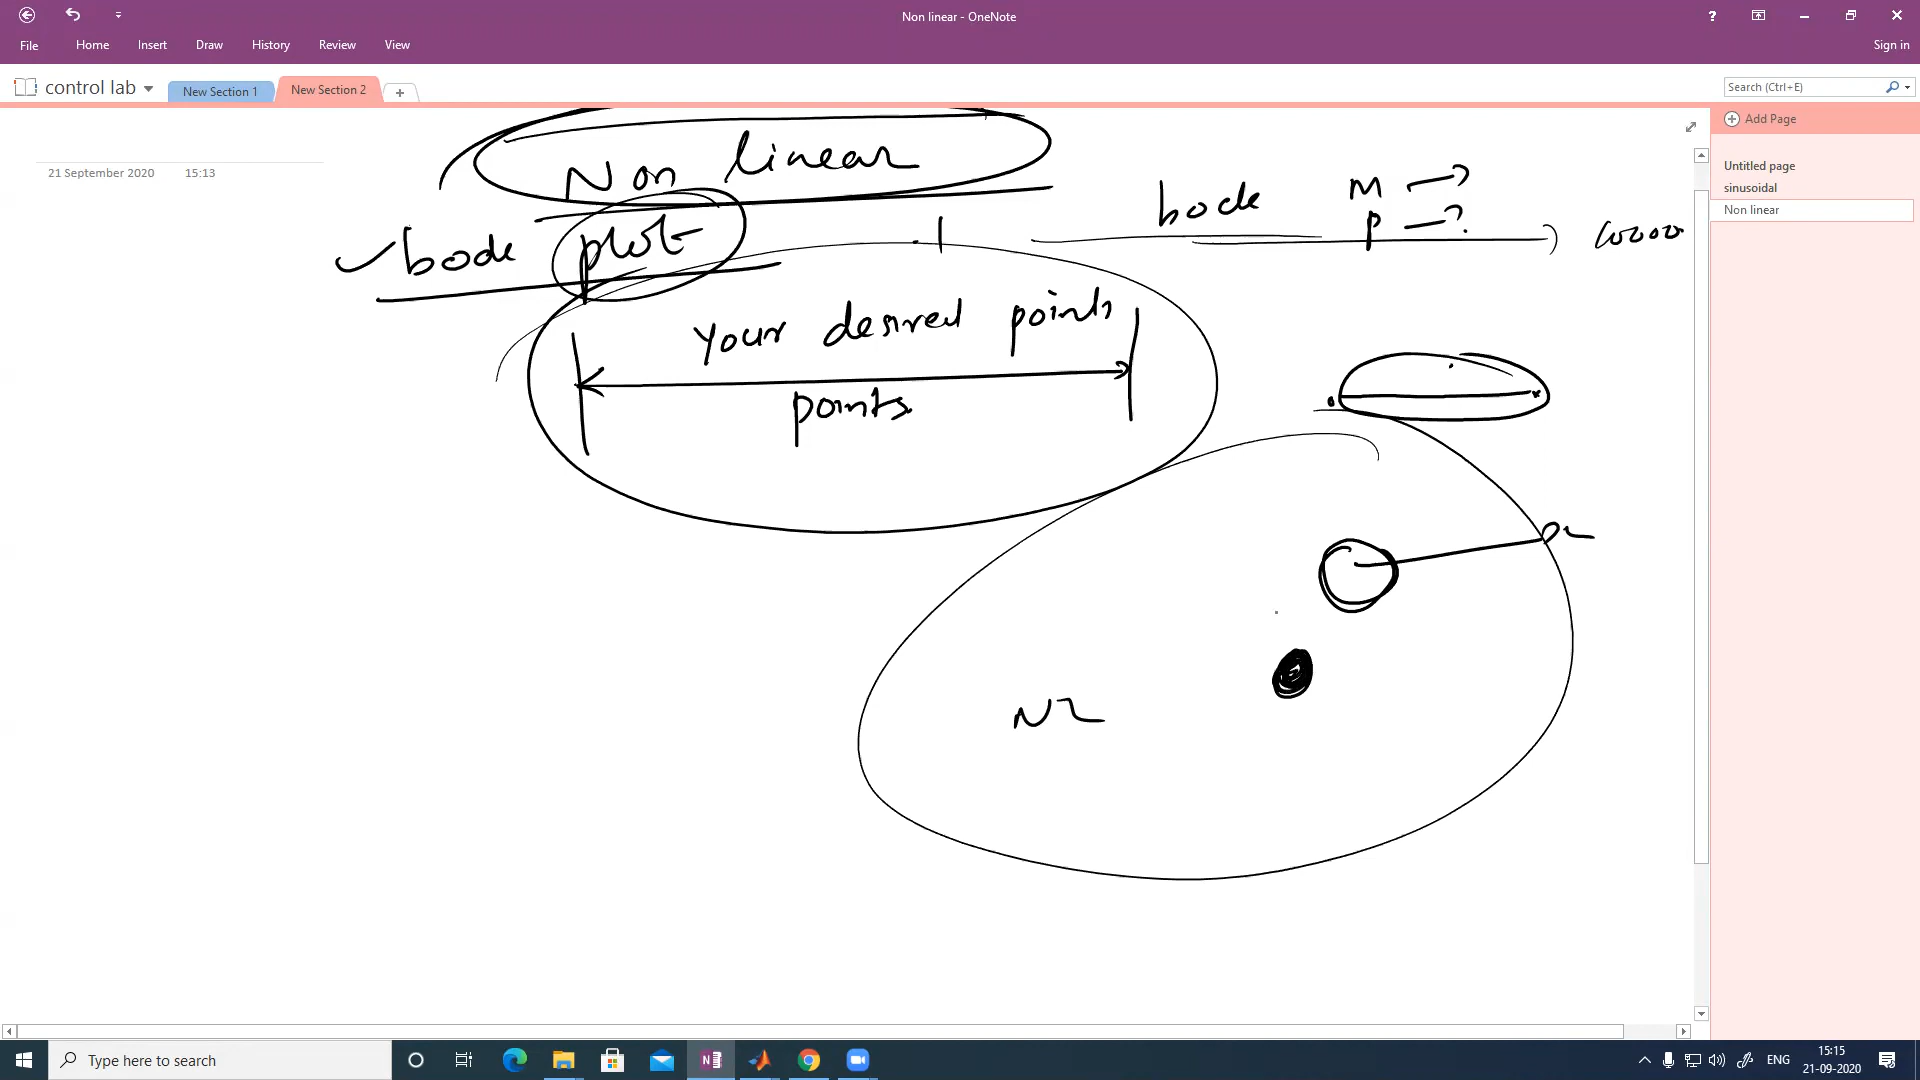 Non linear - OneNote
?
File Home Insert Draw History Review View
Sign in
control lab New Section 1 New Section 2
Search (Ctrl+E)
Add Page
Untitled page
sinusoidal
Non linear
21 September 2020 15:13
Non linear
bode plot
.1
bode
M → ?
P → ?
Your desired points
points
NL
Type here to search
ENG
15:15
21-09-2020